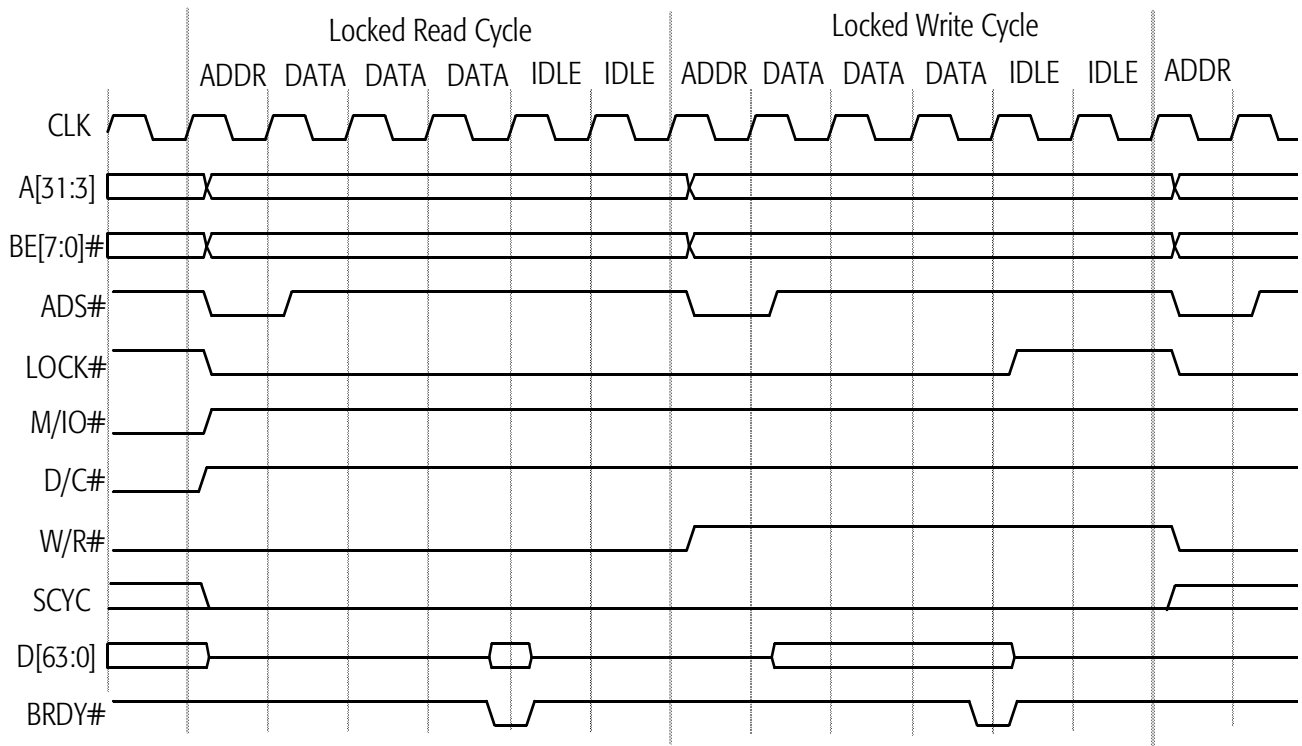 Locked Read Cycle Locked Write Cycle
ADDR DATA DATA DATA IDLE IDLE ADDR DATA DATA DATA IDLE IDLE ADDR
CLK
A[31:3]
BE[7:0]#
ADS#
LOCK#
M/IO#
D/C#
W/R#
SCYC
D[63:0]
BRDY#